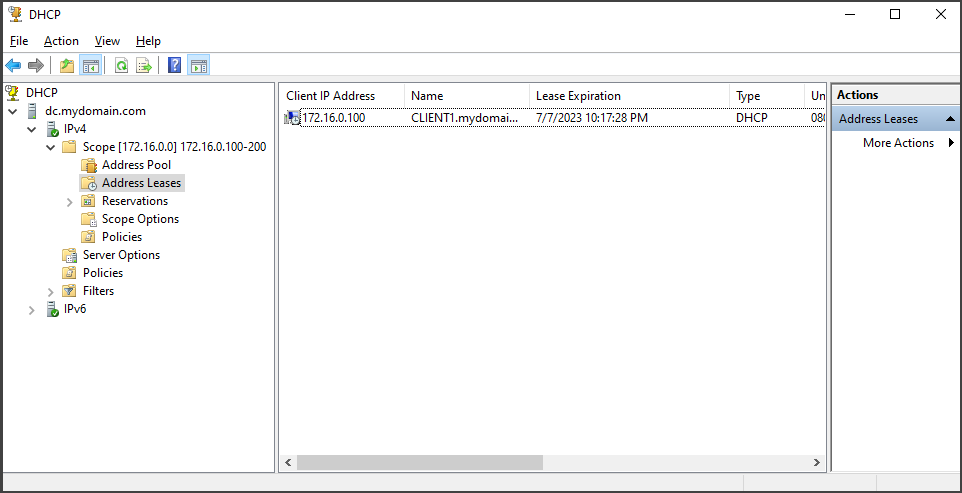 DHCP
File Action View Help
DHCP
dc.mydomain.com
IPv4
Scope [172.16.0.0] 172.16.0.100-200
Address Pool
Address Leases
Reservations
Scope Options
Policies
Server Options
Policies
Filters
IPv6
Client IP Address Name Lease Expiration Type Un
172.16.0.100 CLIENT1.mydomai... 7/7/2023 10:17:28 PM DHCP 080
Actions
Address Leases
More Actions